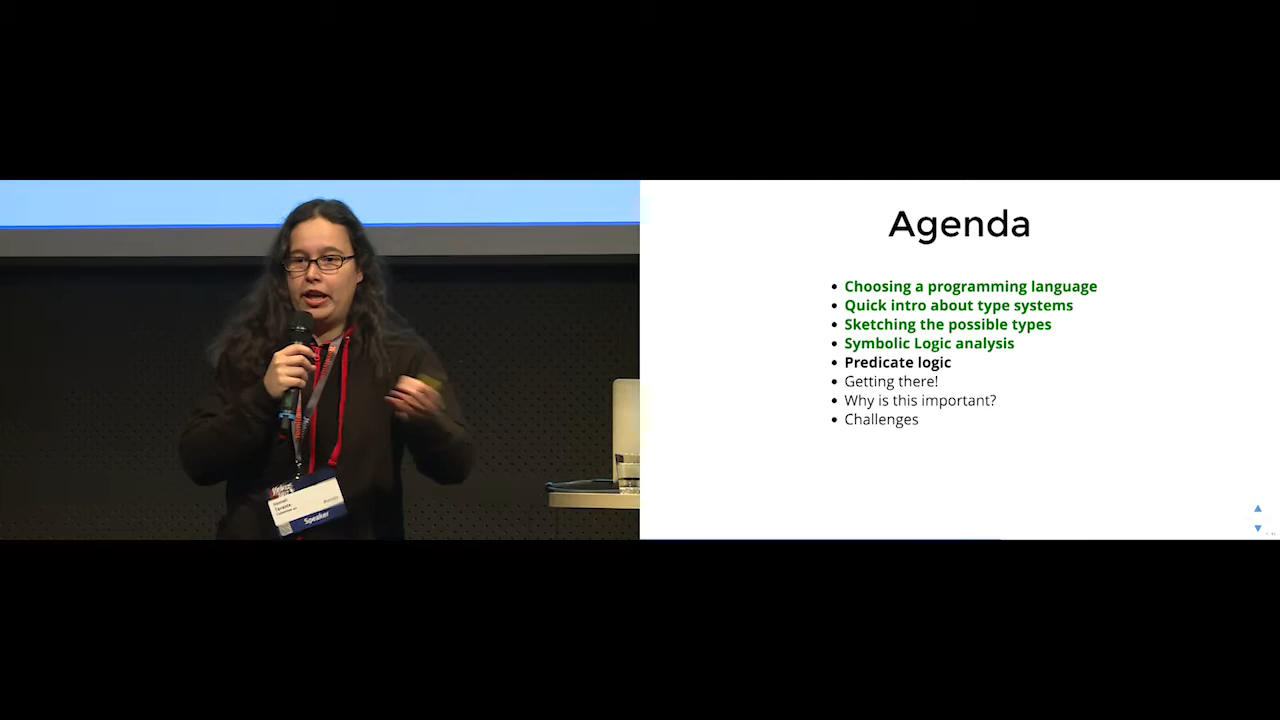 Agenda
Choosing a programming language
Quick intro about type systems
Sketching the possible types
Symbolic Logic analysis
Predicate logic
Getting there!
Why is this important?
Challenges
Speaker